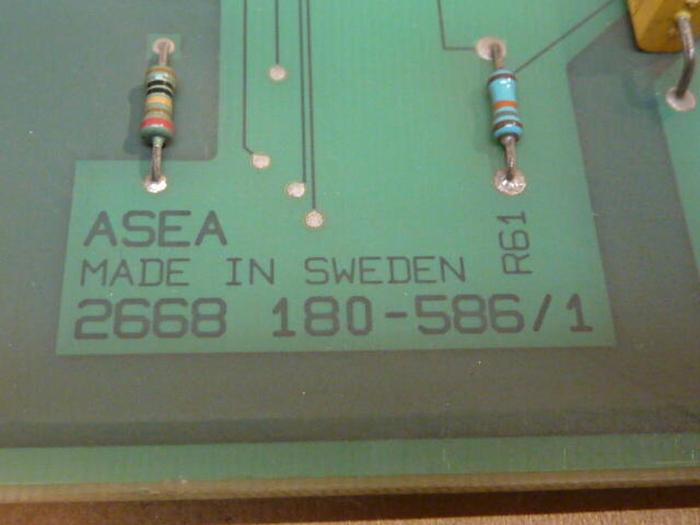 ASEA
MADE IN SWEDEN
2668 180-586/1
R61